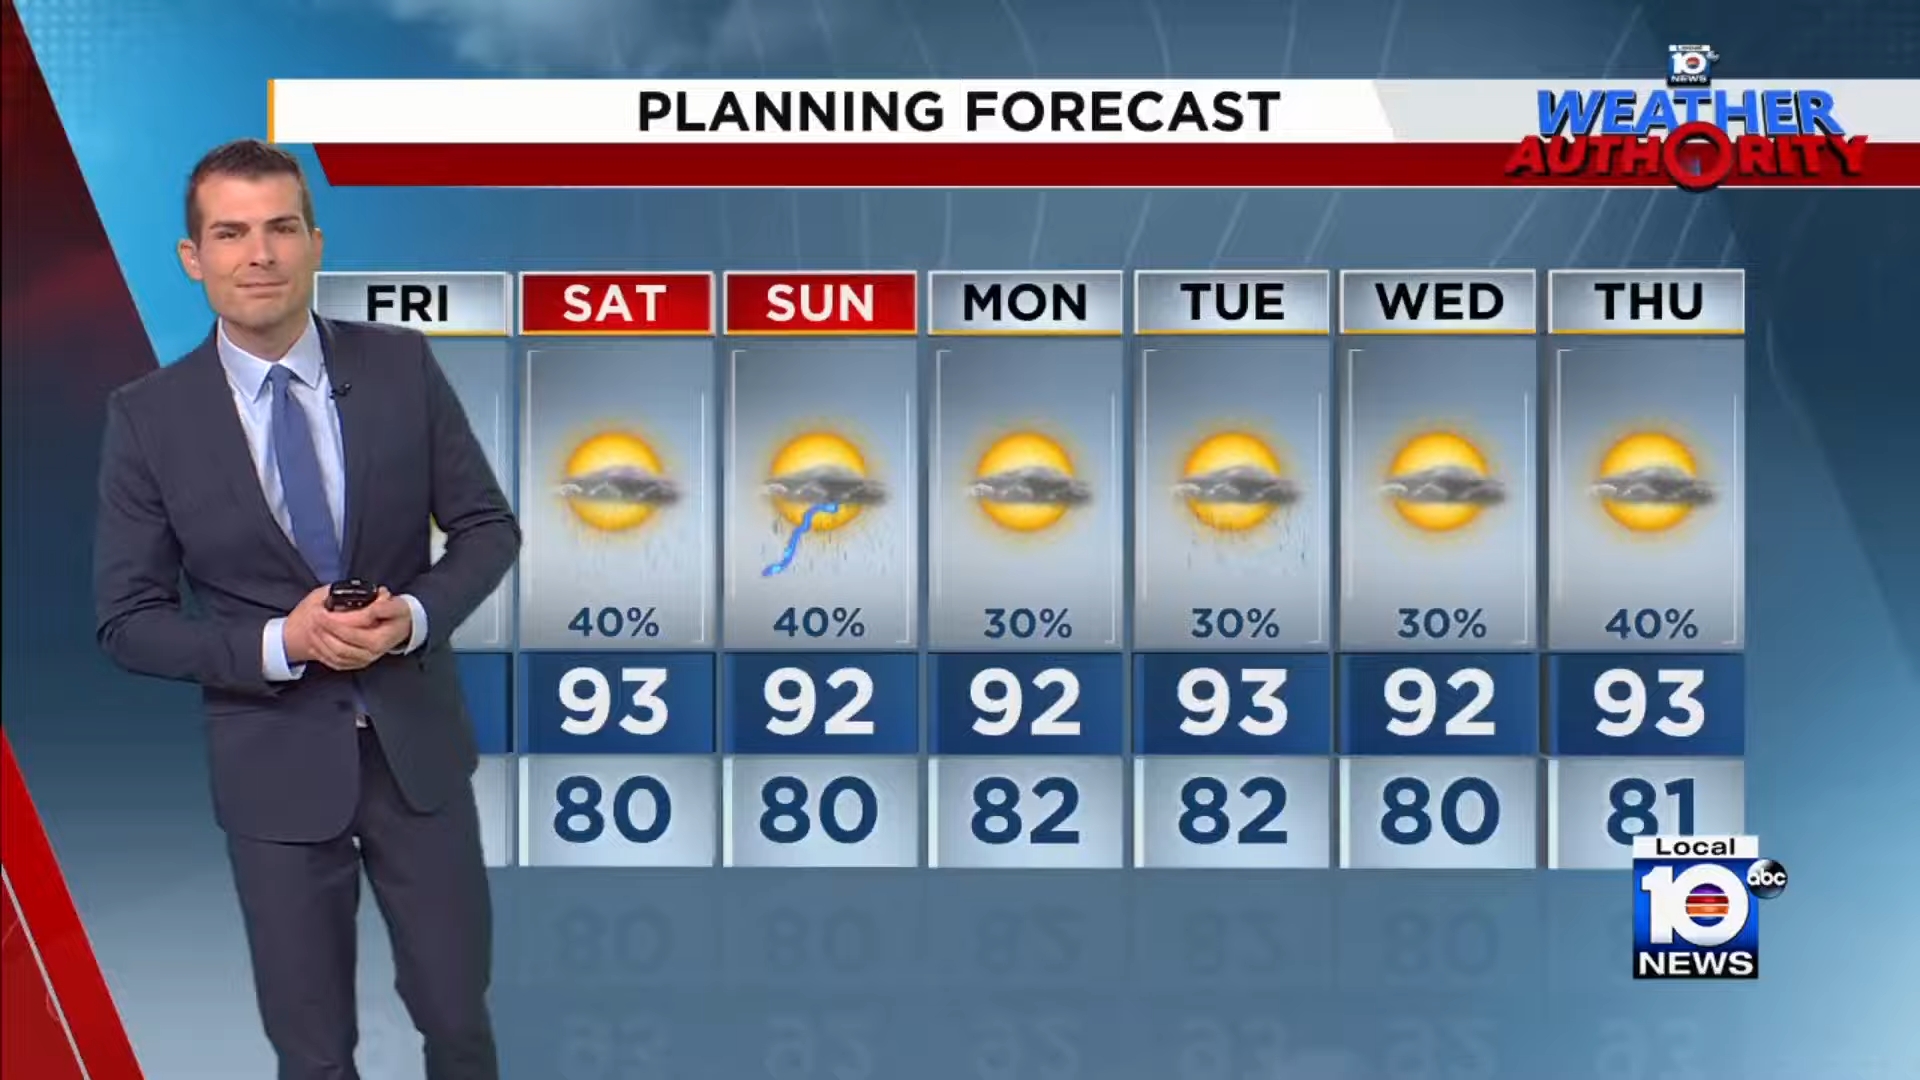 PLANNING FORECAST
Local
10
NEWS
WEATHER
AUTHORITY
FRI SAT SUN MON TUE WED THU
40% 40% 30% 30% 30% 40%
93 92 92 93 92 93
80 80 82 82 80 81
Local
10 abc
NEWS